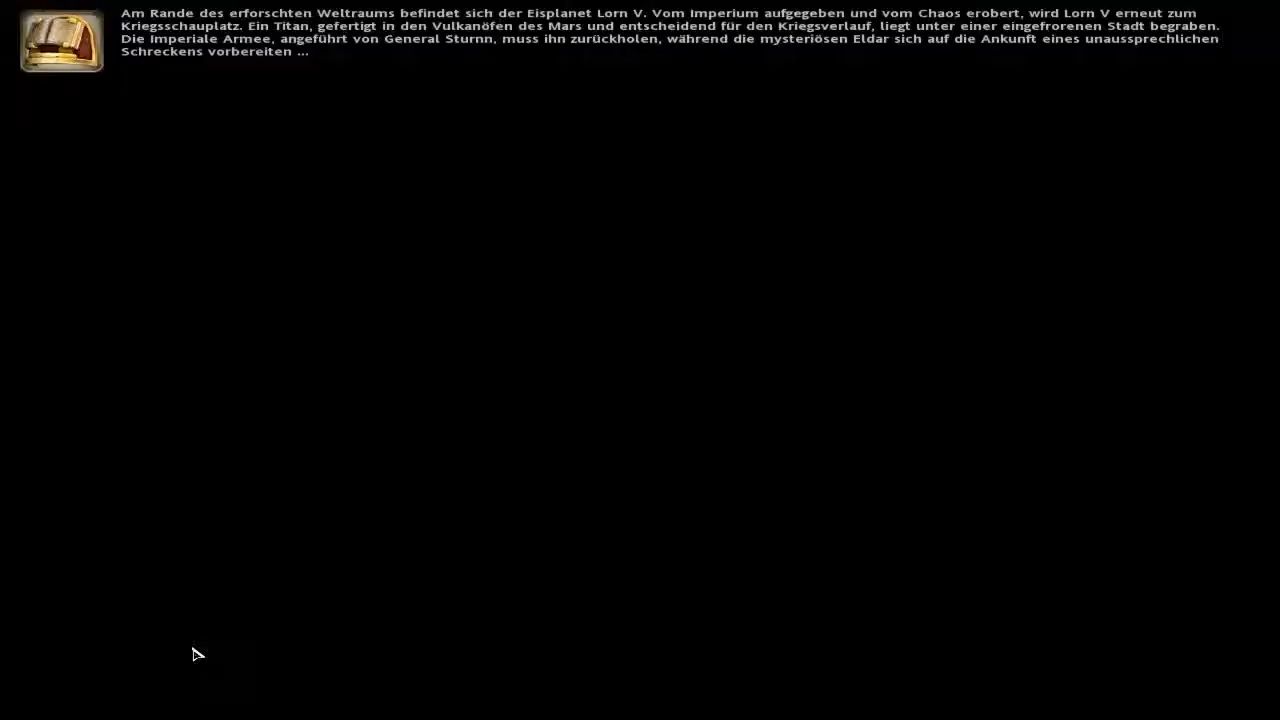 Am Rande des erforschten Weltraums befindet sich der Eisplanet Lorn V. Vom Imperium aufgegeben und vom Chaos erobert, wird Lorn V erneut zum
Kriegsschauplatz. Ein Titan, gefertigt in den Vulkanöfen des Mars und entscheidend für den Kriegsverlauf, liegt unter einer eingefrorenen Stadt begraben.
Die Imperiale Armee, angeführt von General Sturnn, muss ihn zurückholen, während die mysteriösen Eldar sich auf die Ankunft eines unaussprechlichen
Schreckens vorbereiten ...